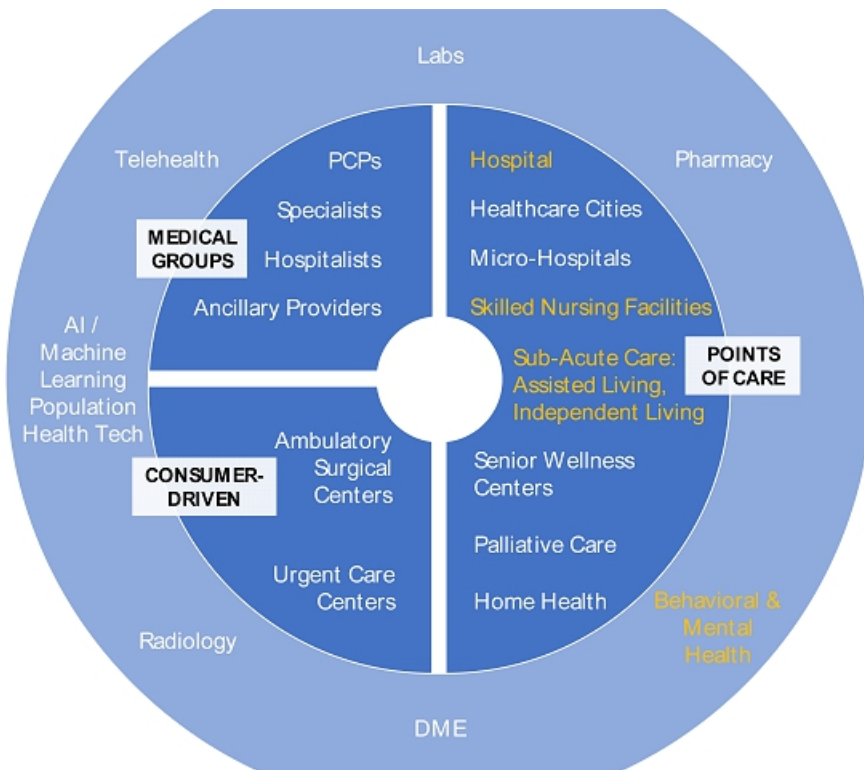 Labs
Telehealth
Pharmacy
PCPs
Specialists
Hospitalists
Ancillary Providers
MEDICAL
GROUPS
Hospital
Healthcare Cities
Micro-Hospitals
Skilled Nursing Facilities
Sub-Acute Care:
Assisted Living,
Independent Living
POINTS
OF CARE
AI /
Machine
Learning
Population
Health Tech
CONSUMER-
DRIVEN
Ambulatory
Surgical
Centers
Urgent Care
Centers
Senior Wellness
Centers
Palliative Care
Home Health
Behavioral &
Mental
Health
Radiology
DME